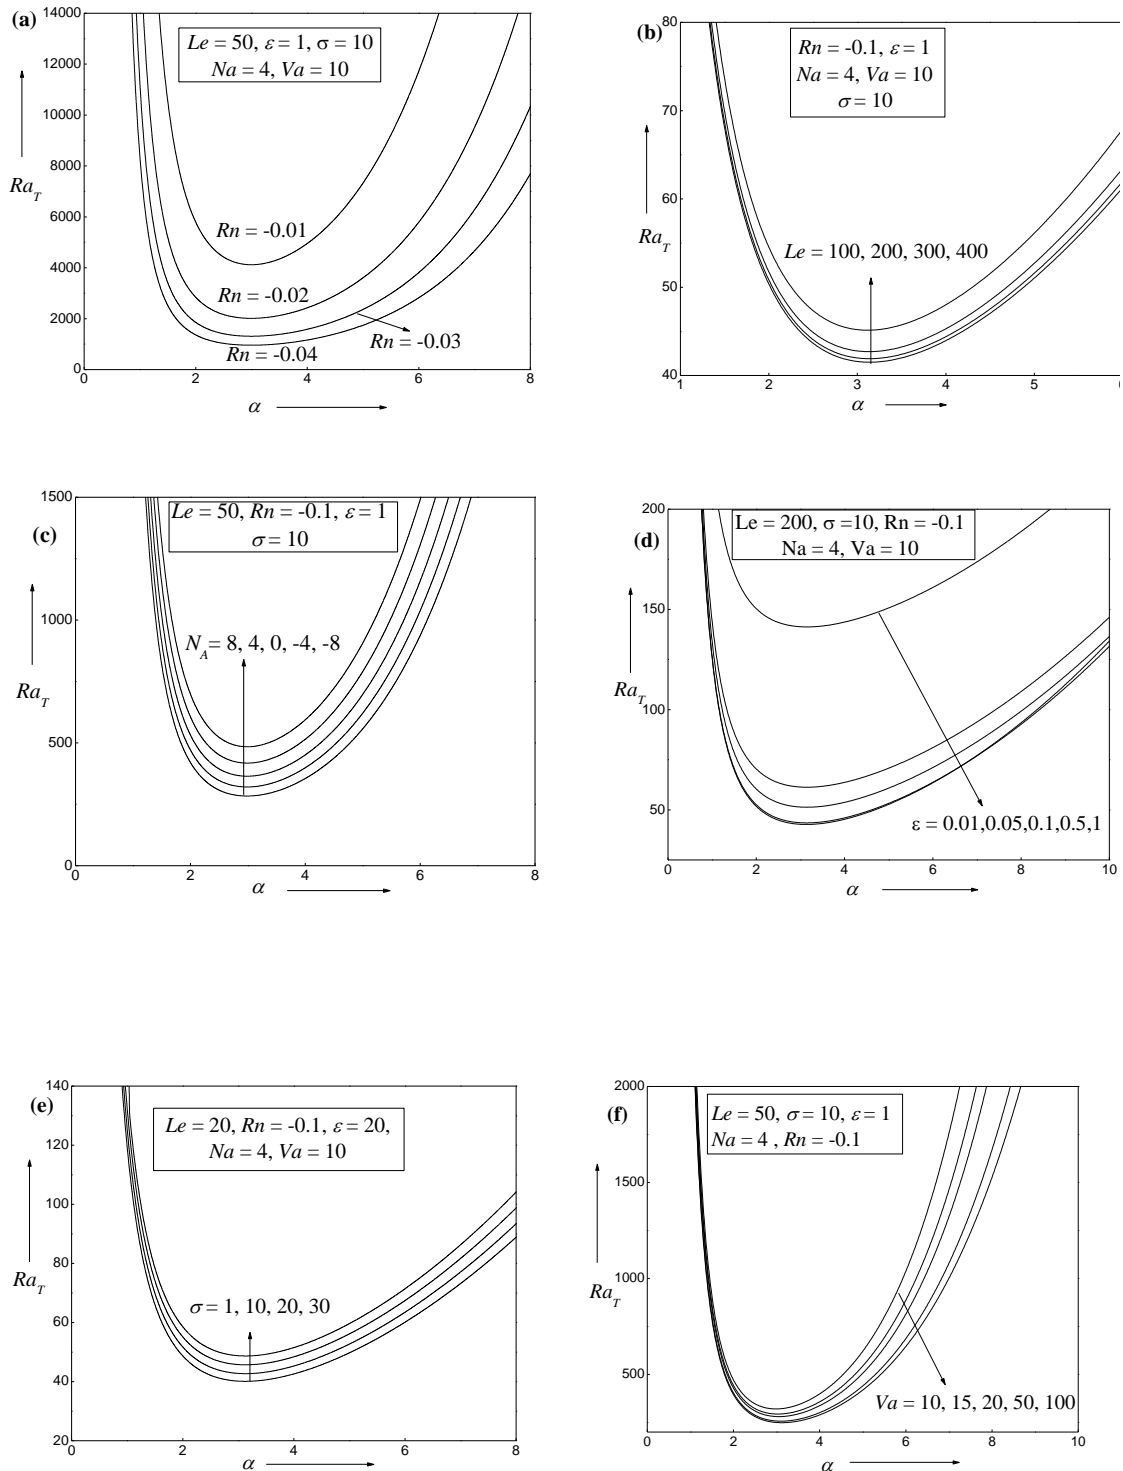 (a)
14000
12000
10000
8000
6000
4000
2000
0
Le = 50, ε = 1, σ = 10
Na = 4, Va = 10
Ra_T
Rn = -0.01
Rn = -0.02
Rn = -0.03
Rn = -0.04
0 2 4 6 8
α
(b)
80
70
60
50
40
Rn = -0.1, ε = 1
Na = 4, Va = 10
σ = 10
Ra_T
Le = 100, 200, 300, 400
1 2 3 4 5
α
(c)
1500
1000
500
0
Le = 50, Rn = -0.1, ε = 1
σ = 10
N_A = 8, 4, 0, -4, -8
Ra_T
0 2 4 6 8
α
(d)
200
150
100
50
Le = 200, σ =10, Rn = -0.1
Na = 4, Va = 10
Ra_T
ε = 0.01,0.05,0.1,0.5,1
0 2 4 6 8 10
α
(e)
140
120
100
80
60
40
20
Le = 20, Rn = -0.1, ε = 20,
Na = 4, Va = 10
Ra_T
σ = 1, 10, 20, 30
0 2 4 6 8
α
(f)
2000
1500
1000
500
Le = 50, σ = 10, ε = 1
Na = 4 , Rn = -0.1
Ra_T
Va = 10, 15, 20, 50, 100
0 2 4 6 8 10
α